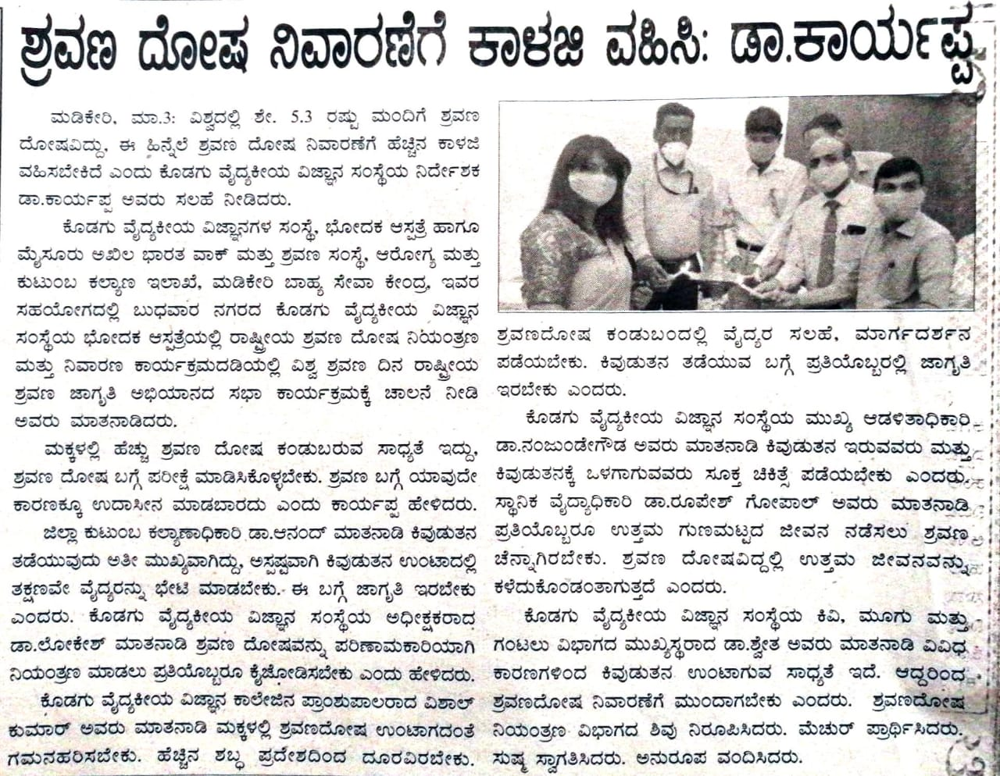 ಶ್ರವಣ ದೋಷ ನಿವಾರಣೆಗೆ ಕಾಳಜಿ ವಹಿಸಿ: ಡಾ.ಕಾರ್ಯಪ್ಪ
ಮಡಿಕೇರಿ, ಮಾ.3: ವಿಶ್ವದಲ್ಲಿ ಶೇ. 5.3 ರಷ್ಟು ಮಂದಿಗೆ ಶ್ರವಣ
ದೋಷವಿದ್ದು, ಈ ಹಿನ್ನೆಲೆ ಶ್ರವಣ ದೋಷ ನಿವಾರಣೆಗೆ ಹೆಚ್ಚಿನ ಕಾಳಜಿ
ವಹಿಸಬೇಕಿದೆ ಎಂದು ಕೊಡಗು ವೈದ್ಯಕೀಯ ವಿಜ್ಞಾನ ಸಂಸ್ಥೆಯ ನಿರ್ದೇಶಕ
ಡಾ.ಕಾರ್ಯಪ್ಪ ಅವರು ಸಲಹೆ ನೀಡಿದರು.
ಕೊಡಗು ವೈದ್ಯಕೀಯ ವಿಜ್ಞಾನಗಳ ಸಂಸ್ಥೆ, ಭೋದಕ ಆಸ್ಪತ್ರೆ ಹಾಗೂ
ಮೈಸೂರು ಅಖಿಲ ಭಾರತ ವಾಕ್ ಮತ್ತು ಶ್ರವಣ ಸಂಸ್ಥೆ, ಆರೋಗ್ಯ ಮತ್ತು
ಕುಟುಂಬ ಕಲ್ಯಾಣ ಇಲಾಖೆ, ಮಡಿಕೇರಿ ಬಾಹ್ಯ ಸೇವಾ ಕೇಂದ್ರ, ಇವರ
ಸಹಯೋಗದಲ್ಲಿ ಬುಧವಾರ ನಗರದ ಕೊಡಗು ವೈದ್ಯಕೀಯ ವಿಜ್ಞಾನ
ಸಂಸ್ಥೆಯ ಭೋದಕ ಆಸ್ಪತ್ರೆಯಲ್ಲಿ ರಾಷ್ಟ್ರೀಯ ಶ್ರವಣ ದೋಷ ನಿಯಂತ್ರಣ
ಮತ್ತು ನಿವಾರಣ ಕಾರ್ಯಕ್ರಮದಡಿಯಲ್ಲಿ ವಿಶ್ವ ಶ್ರವಣ ದಿನ ರಾಷ್ಟ್ರೀಯ
ಶ್ರವಣ ಜಾಗೃತಿ ಅಭಿಯಾನದ ಸಭಾ ಕಾರ್ಯಕ್ರಮಕ್ಕೆ ಚಾಲನೆ ನೀಡಿ
ಅವರು ಮಾತನಾಡಿದರು.
ಮಕ್ಕಳಲ್ಲಿ ಹೆಚ್ಚು ಶ್ರವಣ ದೋಷ ಕಂಡುಬರುವ ಸಾಧ್ಯತೆ ಇದ್ದು,
ಶ್ರವಣ ದೋಷ ಬಗ್ಗೆ ಪರೀಕ್ಷೆ ಮಾಡಿಸಿಕೊಳ್ಳಬೇಕು. ಶ್ರವಣ ಬಗ್ಗೆ ಯಾವುದೇ
ಕಾರಣಕ್ಕೂ ಉದಾಸೀನ ಮಾಡಬಾರದು ಎಂದು ಕಾರ್ಯಪ್ಪ ಹೇಳಿದರು.
ಜಿಲ್ಲಾ ಕುಟುಂಬ ಕಲ್ಯಾಣಾಧಿಕಾರಿ ಡಾ.ಆನಂದ್ ಮಾತನಾಡಿ ಕಿವುಡುತನ
ತಡೆಯುವುದು ಅತೀ ಮುಖ್ಯವಾಗಿದ್ದು, ಅಸ್ಪಷ್ಟವಾಗಿ ಕಿವುಡುತನ ಉಂಟಾದಲ್ಲಿ
ತಕ್ಷಣವೇ ವೈದ್ಯರನ್ನು ಭೇಟಿ ಮಾಡಬೇಕು. ಈ ಬಗ್ಗೆ ಜಾಗೃತಿ ಇರಬೇಕು
ಎಂದರು. ಕೊಡಗು ವೈದ್ಯಕೀಯ ವಿಜ್ಞಾನ ಸಂಸ್ಥೆಯ ಅಧೀಕ್ಷಕರಾದ
ಡಾ.ಲೋಕೇಶ್ ಮಾತನಾಡಿ ಶ್ರವಣ ದೋಷವನ್ನು ಪರಿಣಾಮಕಾರಿಯಾಗಿ
ನಿಯಂತ್ರಣ ಮಾಡಲು ಪ್ರತಿಯೊಬ್ಬರೂ ಕೈಜೋಡಿಸಬೇಕು ಎಂದು ಹೇಳಿದರು.
ಕೊಡಗು ವೈದ್ಯಕೀಯ ವಿಜ್ಞಾನ ಕಾಲೇಜಿನ ಪ್ರಾಂಶುಪಾಲರಾದ ವಿಶಾಲ್
ಕುಮಾರ್ ಅವರು ಮಾತನಾಡಿ ಮಕ್ಕಳಲ್ಲಿ ಶ್ರವಣದೋಷ ಉಂಟಾಗದಂತೆ
ಗಮನಹರಿಸಬೇಕು. ಹೆಚ್ಚಿನ ಶಬ್ಧ ಪ್ರದೇಶದಿಂದ ದೂರವಿರಬೇಕು.
ಶ್ರವಣದೋಷ ಕಂಡುಬಂದಲ್ಲಿ ವೈದ್ಯರ ಸಲಹೆ, ಮಾರ್ಗದರ್ಶನ
ಪಡೆಯಬೇಕು. ಕಿವುಡುತನ ತಡೆಯುವ ಬಗ್ಗೆ ಪ್ರತಿಯೊಬ್ಬರಲ್ಲಿ ಜಾಗೃತಿ
ಇರಬೇಕು ಎಂದರು.
ಕೊಡಗು ವೈದ್ಯಕೀಯ ವಿಜ್ಞಾನ ಸಂಸ್ಥೆಯ ಮುಖ್ಯ ಆಡಳಿತಾಧಿಕಾರಿ
ಡಾ.ನಂಜುಂಡೇಗೌಡ ಅವರು ಮಾತನಾಡಿ ಕಿವುಡುತನ ಇರುವವರು ಮತ್ತು
ಕಿವುಡುತನಕ್ಕೆ ಒಳಗಾಗುವವರು ಸೂಕ್ತ ಚಿಕಿತ್ಸೆ ಪಡೆಯಬೇಕು ಎಂದರು.
ಸ್ಥಾನಿಕ ವೈದ್ಯಾಧಿಕಾರಿ ಡಾ.ರೂಪೇಶ್ ಗೋಪಾಲ್ ಅವರು ಮಾತನಾಡಿ
ಪ್ರತಿಯೊಬ್ಬರೂ ಉತ್ತಮ ಗುಣಮಟ್ಟದ ಜೀವನ ನಡೆಸಲು ಶ್ರವಣ
ಚೆನ್ನಾಗಿರಬೇಕು. ಶ್ರವಣ ದೋಷವಿದ್ದಲ್ಲಿ ಉತ್ತಮ ಜೀವನವನ್ನು
ಕಳೆದುಕೊಂಡಂತಾಗುತ್ತದೆ ಎಂದರು.
ಕೊಡಗು ವೈದ್ಯಕೀಯ ವಿಜ್ಞಾನ ಸಂಸ್ಥೆಯ ಕಿವಿ, ಮೂಗು ಮತ್ತು
ಗಂಟಲು ವಿಭಾಗದ ಮುಖ್ಯಸ್ಥರಾದ ಡಾ.ಶ್ವೇತ ಅವರು ಮಾತನಾಡಿ ವಿವಿಧ
ಕಾರಣಗಳಿಂದ ಕಿವುಡುತನ ಉಂಟಾಗುವ ಸಾಧ್ಯತೆ ಇದೆ. ಆದ್ದರಿಂದ
ಶ್ರವಣದೋಷ ನಿವಾರಣೆಗೆ ಮುಂದಾಗಬೇಕು ಎಂದರು. ಶ್ರವಣದೋಷ
ನಿಯಂತ್ರಣ ವಿಭಾಗದ ಶಿವು ನಿರೂಪಿಸಿದರು. ಮೆಚುರ್ ಪ್ರಾರ್ಥಿಸಿದರು.
ಸುಷ್ಮ ಸ್ವಾಗತಿಸಿದರು. ಅನುರೂಪ ವಂದಿಸಿದರು.